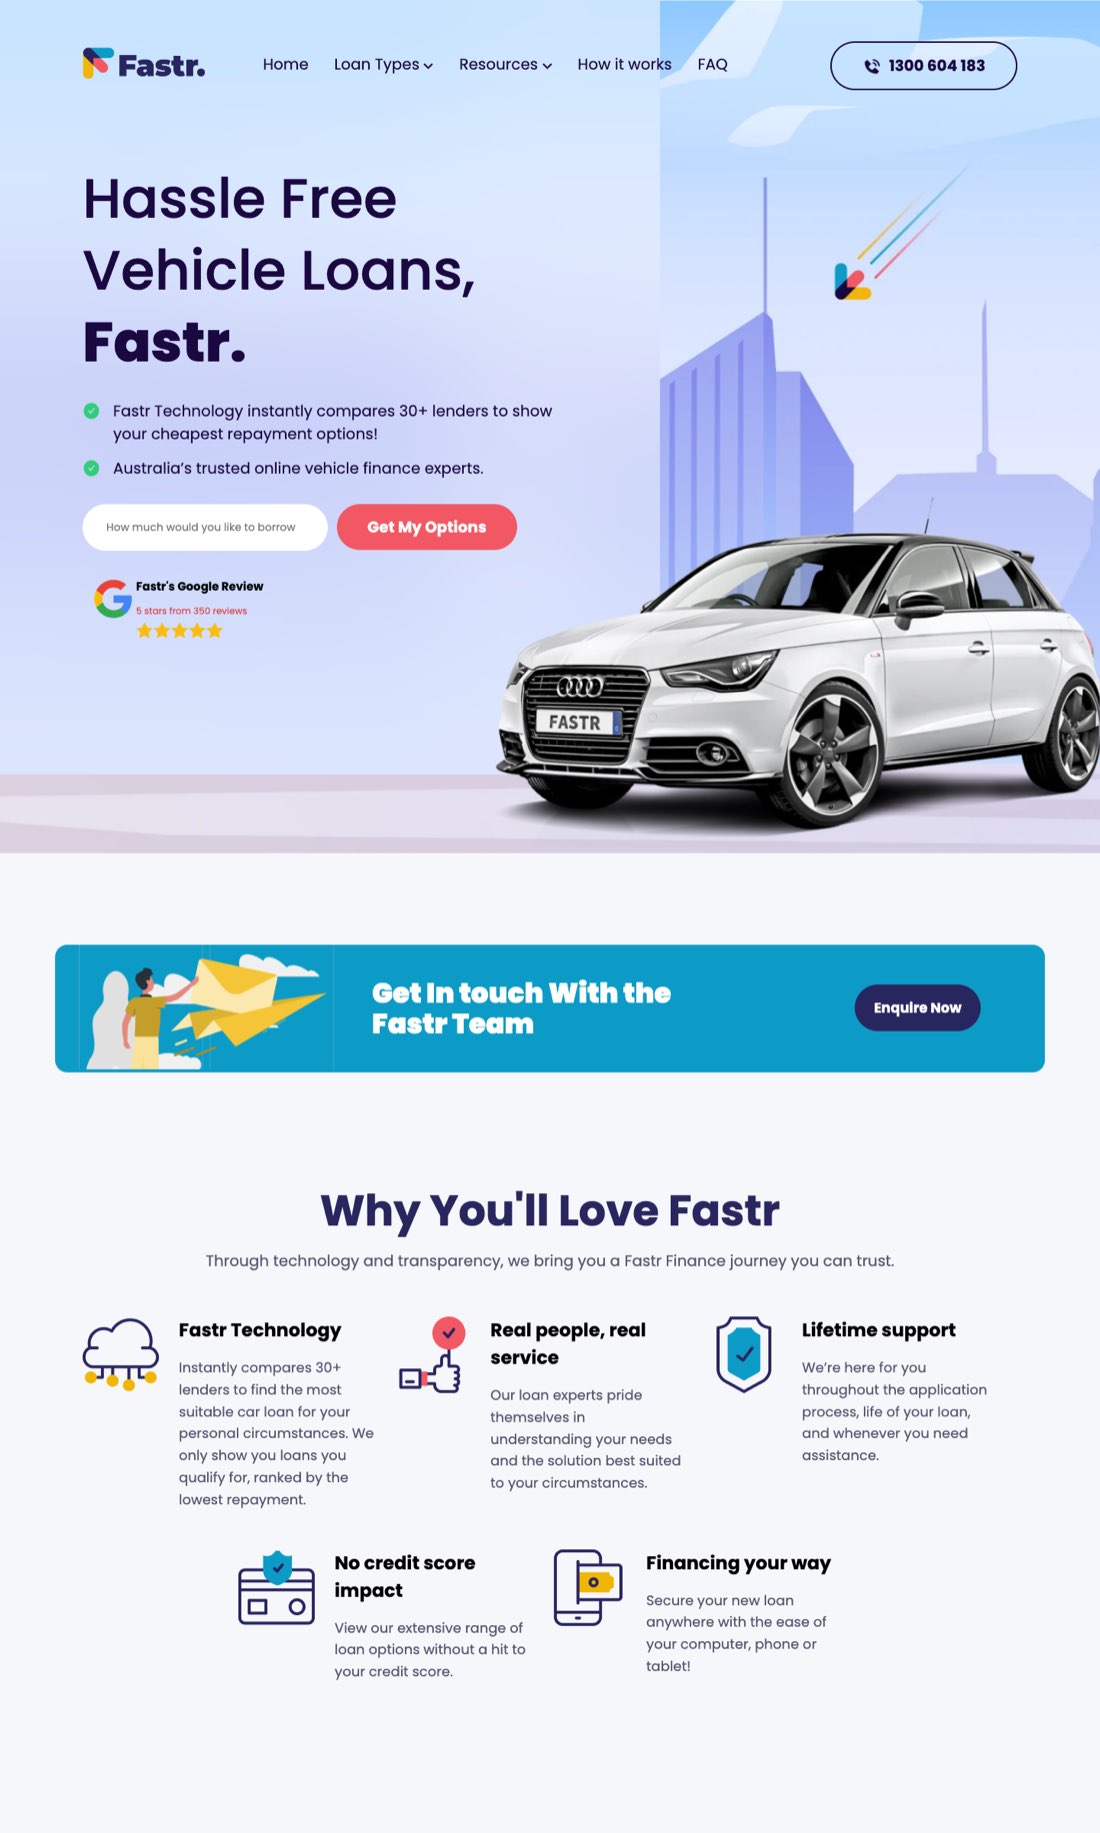 Fastr.
Home
Loan Types
Resources
How it works
FAQ
1300 604 183
Hassle Free
Vehicle Loans,
Fastr.
Fastr Technology instantly compares 30+ lenders to show
your cheapest repayment options!
Australia's trusted online vehicle finance experts.
How much would you like to borrow
Get My Options
Fastr's Google Review
5 stars from 350 reviews
FASTR
Get In touch With the
Fastr Team
Enquire Now
Why You'll Love Fastr
Through technology and transparency, we bring you a Fastr Finance journey you can trust.
Fastr Technology
Instantly compares 30+
lenders to find the most
suitable car loan for your
personal circumstances. We
only show you loans you
qualify for, ranked by the
lowest repayment.
Real people, real
service
Our loan experts pride
themselves in
understanding your needs
and the solution best suited
to your circumstances.
Lifetime support
We're here for you
throughout the application
process, life of your loan,
and whenever you need
assistance.
No credit score
impact
View our extensive range of
loan options without a hit to
your credit score.
Financing your way
Secure your new loan
anywhere with the ease of
your computer, phone or
tablet!